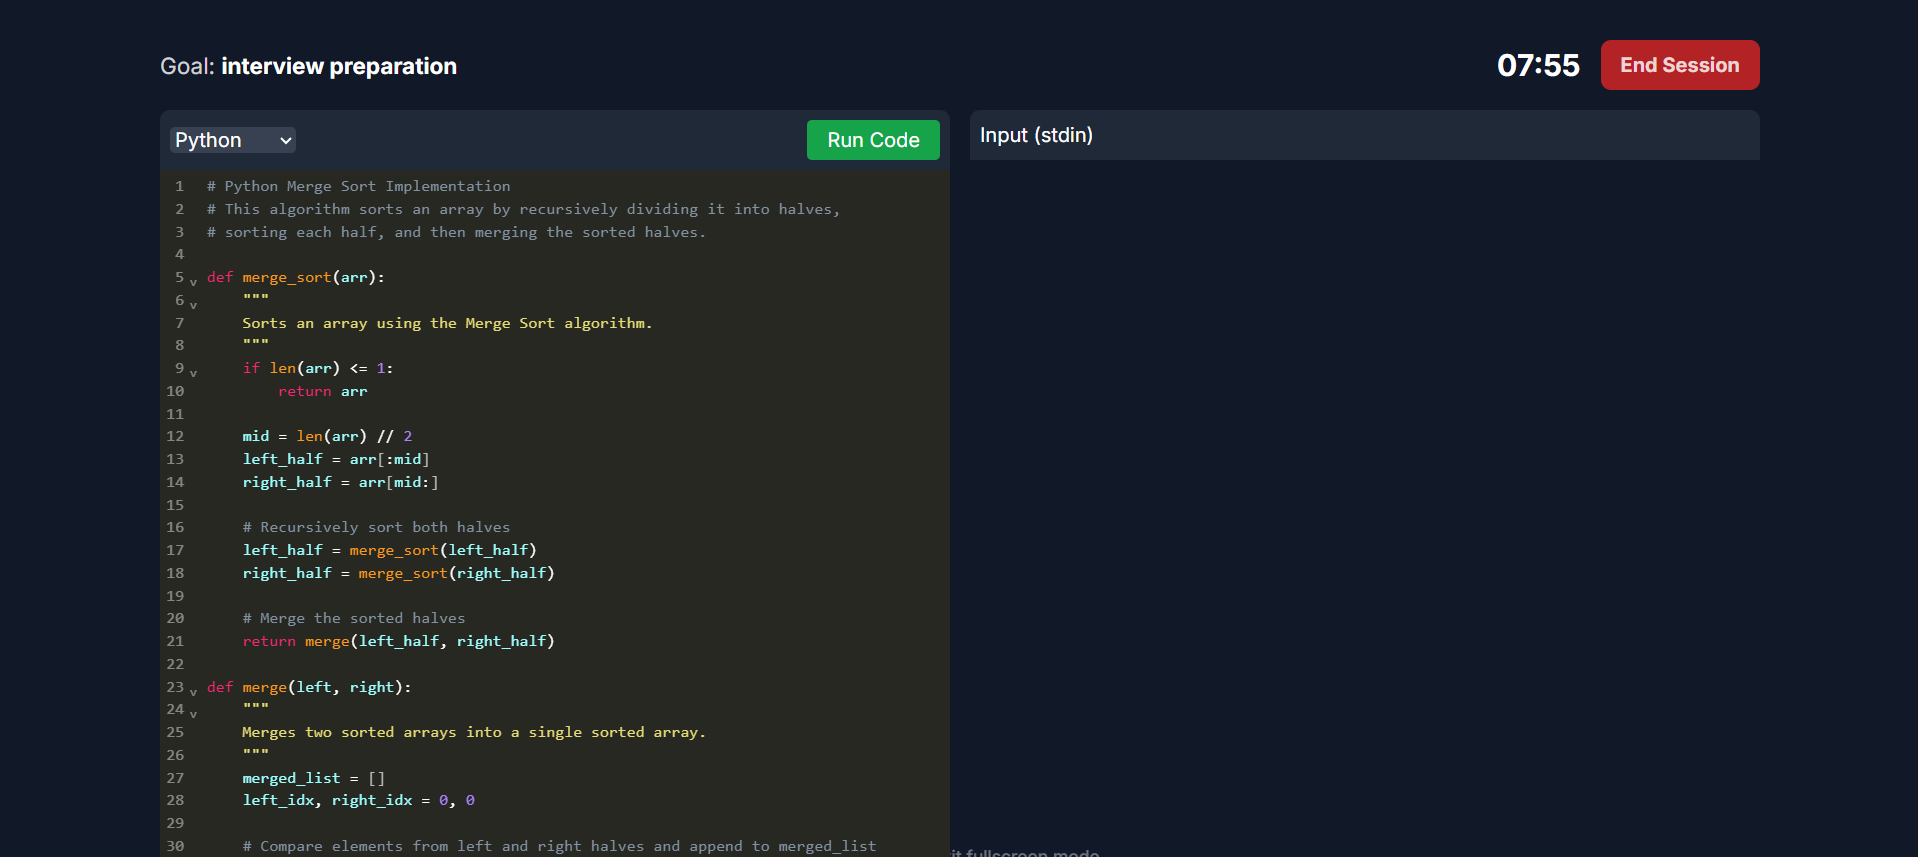 Goal: interview preparation
07:55
End Session
Python
Run Code
Input (stdin)
1 # Python Merge Sort Implementation
2 # This algorithm sorts an array by recursively dividing it into halves,
3 # sorting each half, and then merging the sorted halves.
4
5 def merge_sort(arr):
6     """
7     Sorts an array using the Merge Sort algorithm.
8     """
9     if len(arr) <= 1:
10         return arr
11
12     mid = len(arr) // 2
13     left_half = arr[:mid]
14     right_half = arr[mid:]
15
16     # Recursively sort both halves
17     left_half = merge_sort(left_half)
18     right_half = merge_sort(right_half)
19
20     # Merge the sorted halves
21     return merge(left_half, right_half)
22
23 def merge(left, right):
24     """
25     Merges two sorted arrays into a single sorted array.
26     """
27     merged_list = []
28     left_idx, right_idx = 0, 0
29
30     # Compare elements from left and right halves and append to merged_list
fullscreen mode